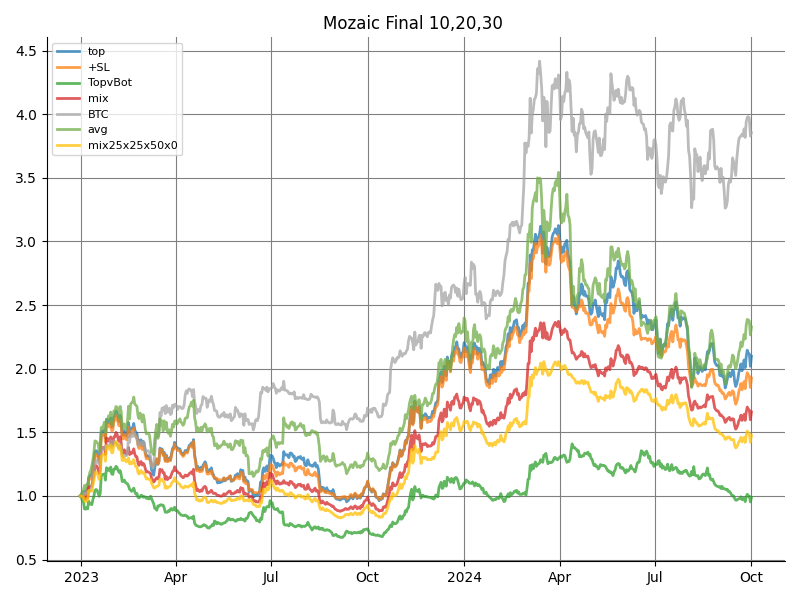 Mozaic Final 10,20,30
top
+SL
TopvBot
mix
BTC
avg
mix25x25x50x0
4.5
4.0
3.5
3.0
2.5
2.0
1.5
1.0
0.5
2023 Apr Jul Oct 2024 Apr Jul Oct